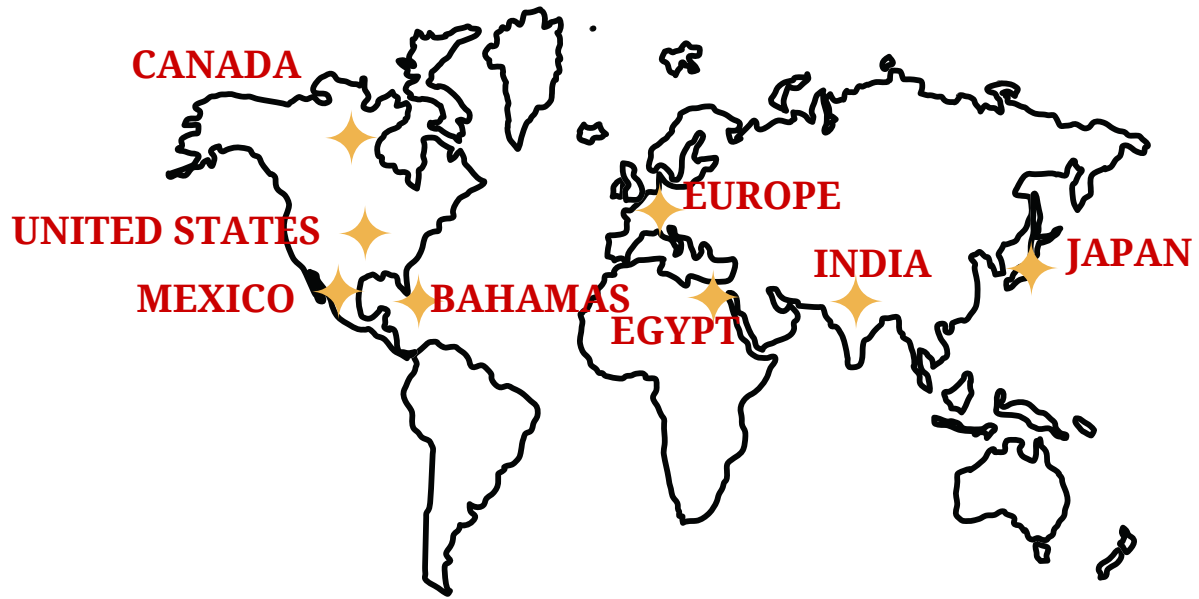 CANADA
EUROPE
UNITED STATES
JAPAN
INDIA
MEXICO
BAHAMAS
EGYPT